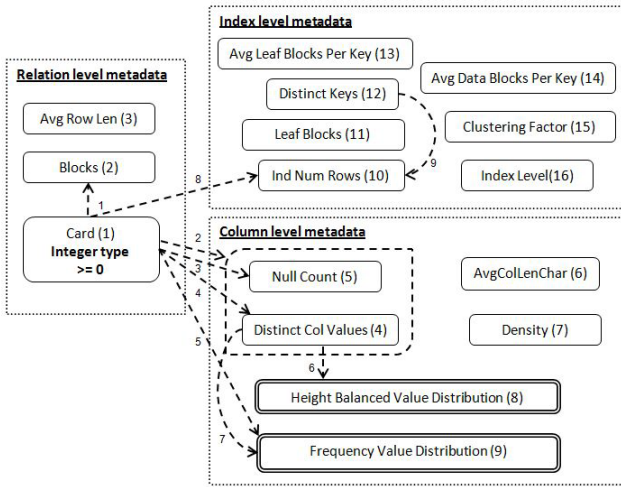 Index level metadata
Avg Leaf Blocks Per Key (13)
Avg Data Blocks Per Key (14)
Distinct Keys (12)
Leaf Blocks (11)
Clustering Factor (15)
9
Ind Num Rows (10)
Index Level(16)
Relation level metadata
Avg Row Len (3)
Blocks (2)
1
8
Card (1)
Integer type
>= 0
Column level metadata
2
3
4
5
Null Count (5)
AvgColLenChar (6)
Distinct Col Values (4)
Density (7)
6
Height Balanced Value Distribution (8)
7
Frequency Value Distribution (9)